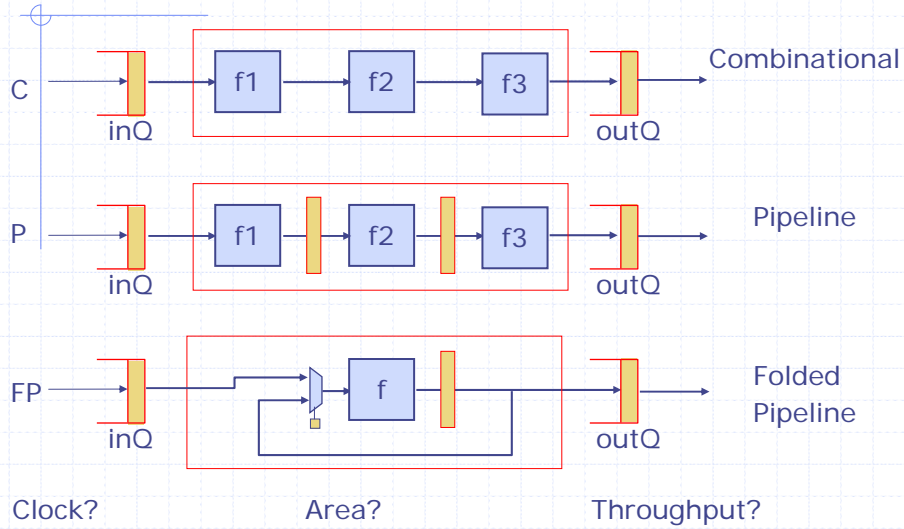 C
inQ
f1
f2
f3
outQ
Combinational
P
inQ
f1
f2
f3
outQ
Pipeline
FP
inQ
f
outQ
Folded
Pipeline
Clock?
Area?
Throughput?